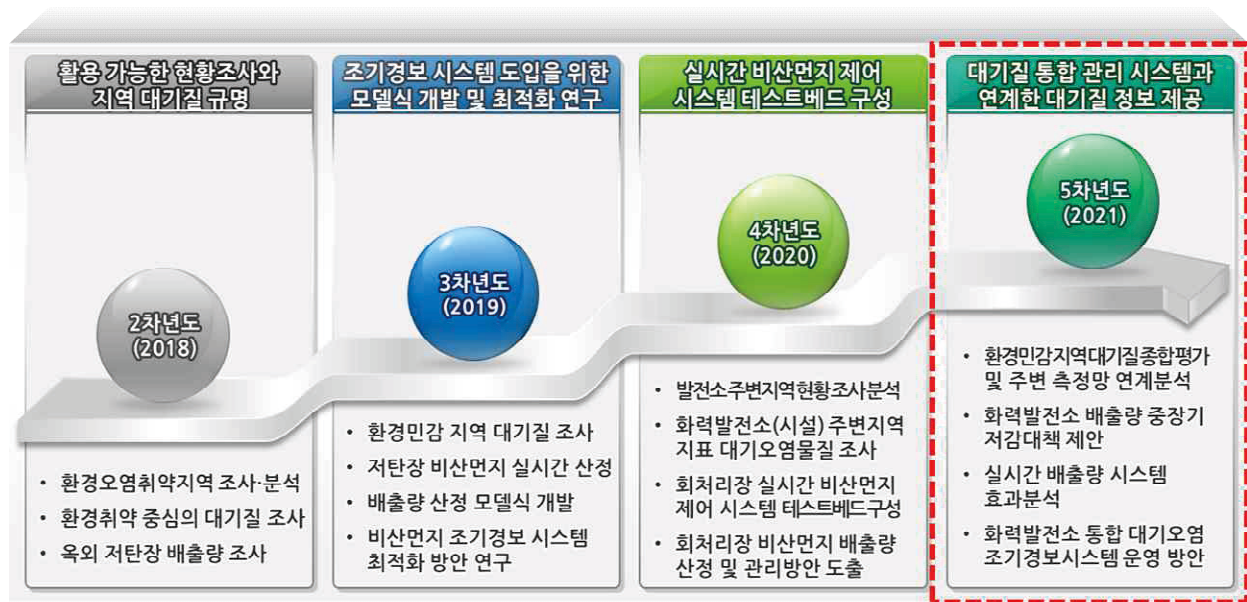 활용 가능한 현황조사와
지역 대기질 규명
2차년도
(2018)
• 환경오염취약지역 조사·분석
• 환경취약 중심의 대기질 조사
• 옥외 저탄장 배출량 조사
조기경보 시스템 도입을 위한
모델식 개발 및 최적화 연구
3차년도
(2019)
• 환경민감 지역 대기질 조사
• 저탄장 비산먼지 실시간 산정
• 배출량 산정 모델식 개발
• 비산먼지 조기경보 시스템
최적화 방안 연구
실시간 비산먼지 제어
시스템 테스트베드 구성
4차년도
(2020)
• 발전소주변지역현황조사분석
• 화력발전소(시설) 주변지역
지표 대기오염물질 조사
• 회처리장 실시간 비산먼지
제어 시스템 테스트베드구성
• 회처리장 비산먼지 배출량
산정 및 관리방안 도출
대기질 통합 관리 시스템과
연계한 대기질 정보 제공
5차년도
(2021)
• 환경민감지역대기질종합평가
및 주변 측정망 연계분석
• 화력발전소 배출량 중장기
저감대책 제안
• 실시간 배출량 시스템
효과분석
• 화력발전소 통합 대기오염
조기경보시스템 운영 방안